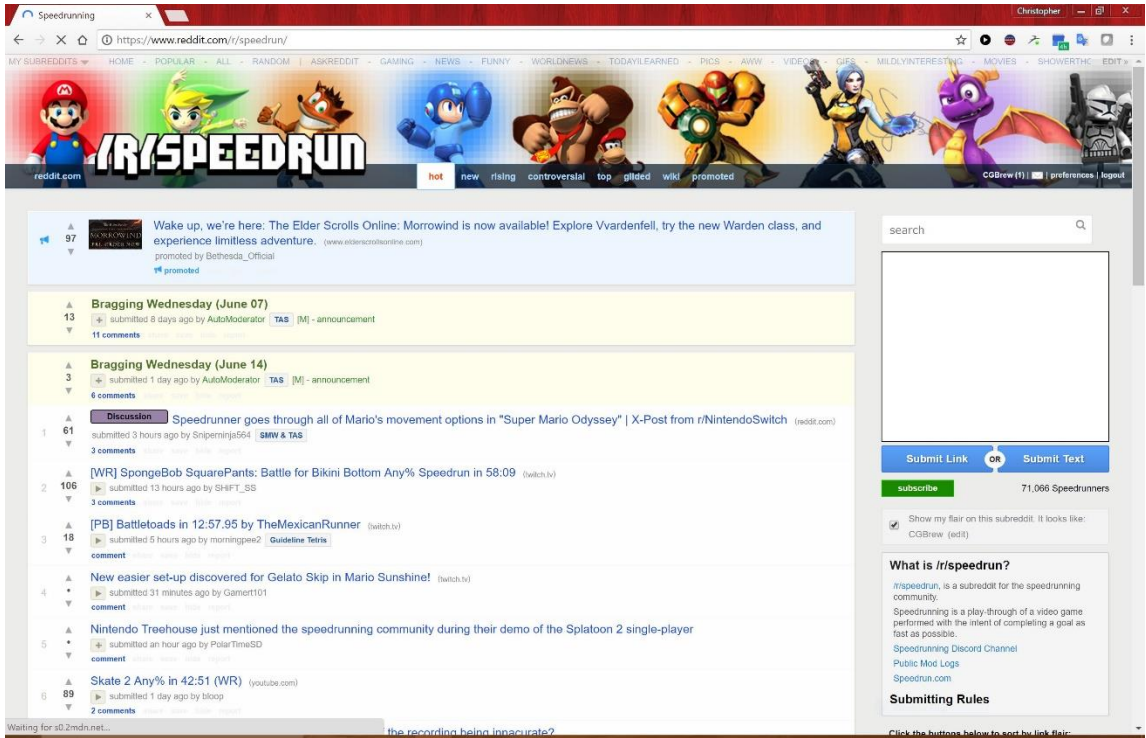 Speedrunning
Christopher
https://www.reddit.com/r/speedrun/
MY SUBREDDITS HOME - POPULAR - ALL - RANDOM | ASKREDDIT - GAMING - NEWS - FUNNY - WORLDNEWS - TODAYILEARNED - PICS - AWW - VIDEOS - GIFS - MILDLYINTERESTING - MOVIES - SHOWERTHC EDIT »
/R/SPEEDRUN
reddit.com hot new rising controversial top gilded wiki promoted CGBrew (1) | | preferences | logout
97
Wake up, we're here: The Elder Scrolls Online: Morrowind is now available! Explore Vvardenfell, try the new Warden class, and
experience limitless adventure. (www.elderscrollsonline.com)
promoted by Bethesda_Official
promoted
MORROWIND
search
13
Bragging Wednesday (June 07)
submitted 8 days ago by AutoModerator TAS [M] - announcement
11 comments
3
Bragging Wednesday (June 14)
submitted 1 day ago by AutoModerator TAS [M] - announcement
6 comments
1 61
Discussion Speedrunner goes through all of Mario's movement options in "Super Mario Odyssey" | X-Post from r/NintendoSwitch (reddit.com)
submitted 3 hours ago by Snipeminja564 SMW & TAS
3 comments
2 106
[WR] SpongeBob SquarePants: Battle for Bikini Bottom Any% Speedrun in 58:09 (twitch.tv)
submitted 13 hours ago by SHiFT_SS
3 comments
3 18
[PB] Battletoads in 12:57.95 by TheMexicanRunner (twitch.tv)
submitted 5 hours ago by morningpee2 Guideline Tetris
comment
4 •
New easier set-up discovered for Gelato Skip in Mario Sunshine! (twitch.tv)
submitted 31 minutes ago by Gamert101
comment
5 •
Nintendo Treehouse just mentioned the speedrunning community during their demo of the Splatoon 2 single-player
submitted an hour ago by PolarTimeSD
comment
6 89
Skate 2 Any% in 42:51 (WR) (youtube.com)
submitted 1 day ago by bloop
2 comments
the recording being innacurate?
Waiting for s0.2mdn.net...
Submit Link OR Submit Text
subscribe 71,066 Speedrunners
Show my flair on this subreddit. It looks like:
CGBrew (edit)
What is /r/speedrun?
/r/speedrun, is a subreddit for the speedrunning
community.
Speedrunning is a play-through of a video game
performed with the intent of completing a goal as
fast as possible.
Speedrunning Discord Channel
Public Mod Logs
Speedrun.com
Submitting Rules
Click the buttons below to sort by link flair: